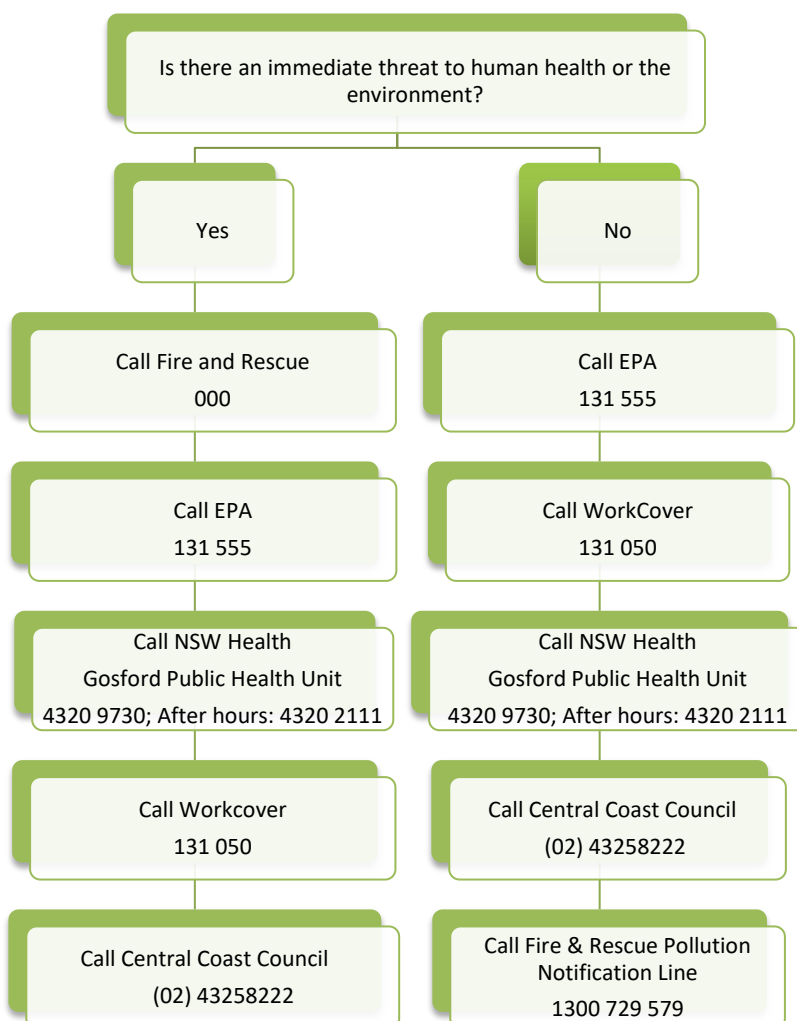 Is there an immediate threat to human health or the
environment?
Yes
No
Call Fire and Rescue
000
Call EPA
131 555
Call EPA
131 555
Call WorkCover
131 050
Call NSW Health
Gosford Public Health Unit
4320 9730; After hours: 4320 2111
Call NSW Health
Gosford Public Health Unit
4320 9730; After hours: 4320 2111
Call Workcover
131 050
Call Central Coast Council
(02) 43258222
Call Central Coast Council
(02) 43258222
Call Fire & Rescue Pollution
Notification Line
1300 729 579